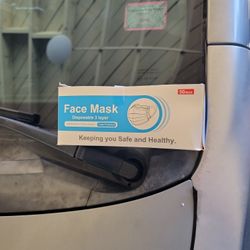 Face Mask
Disposable 3 layer
Keeping you Safe and Healthy.